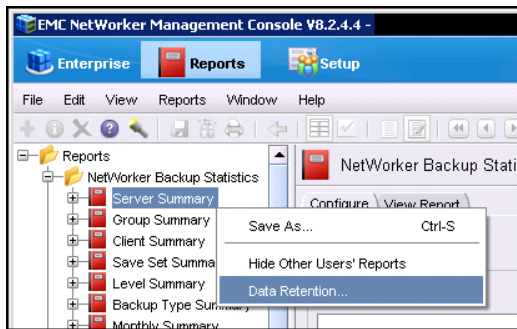 EMC NetWorker Management Console V8.2.4.4 -
Enterprise Reports Setup
File Edit View Reports Window Help
Reports
NetWorker Backup Statistics
Server Summary
Group Summary
Client Summary
Save Set Summa
Level Summary
Backup Type Summary
Monthly Summary
NetWorker Backup Stati
Configure View Report
Save As... Ctrl-S
Hide Other Users' Reports
Data Retention...